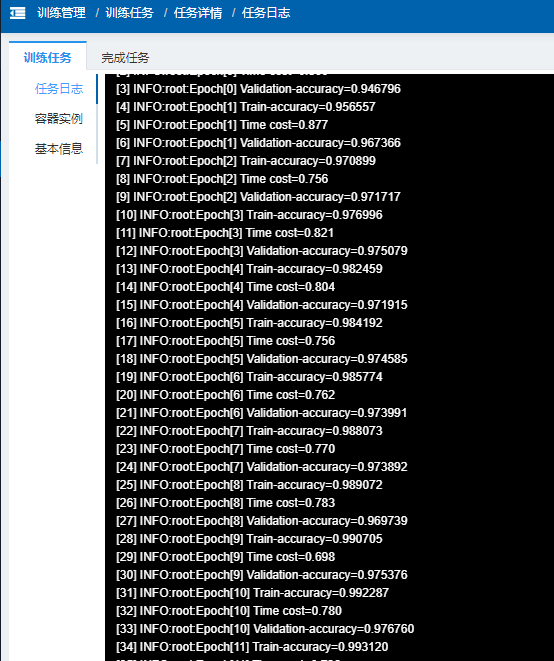 训练管理 / 训练任务 / 任务详情 / 任务日志
训练任务 完成任务
任务日志
容器实例
基本信息
[3] INFO:root:Epoch[0] Validation-accuracy=0.946796
[4] INFO:root:Epoch[1] Train-accuracy=0.956557
[5] INFO:root:Epoch[1] Time cost=0.877
[6] INFO:root:Epoch[1] Validation-accuracy=0.967366
[7] INFO:root:Epoch[2] Train-accuracy=0.970899
[8] INFO:root:Epoch[2] Time cost=0.756
[9] INFO:root:Epoch[2] Validation-accuracy=0.971717
[10] INFO:root:Epoch[3] Train-accuracy=0.976996
[11] INFO:root:Epoch[3] Time cost=0.821
[12] INFO:root:Epoch[3] Validation-accuracy=0.975079
[13] INFO:root:Epoch[4] Train-accuracy=0.982459
[14] INFO:root:Epoch[4] Time cost=0.804
[15] INFO:root:Epoch[4] Validation-accuracy=0.971915
[16] INFO:root:Epoch[5] Train-accuracy=0.984192
[17] INFO:root:Epoch[5] Time cost=0.756
[18] INFO:root:Epoch[5] Validation-accuracy=0.974585
[19] INFO:root:Epoch[6] Train-accuracy=0.985774
[20] INFO:root:Epoch[6] Time cost=0.762
[21] INFO:root:Epoch[6] Validation-accuracy=0.973991
[22] INFO:root:Epoch[7] Train-accuracy=0.988073
[23] INFO:root:Epoch[7] Time cost=0.770
[24] INFO:root:Epoch[7] Validation-accuracy=0.973892
[25] INFO:root:Epoch[8] Train-accuracy=0.989072
[26] INFO:root:Epoch[8] Time cost=0.783
[27] INFO:root:Epoch[8] Validation-accuracy=0.969739
[28] INFO:root:Epoch[9] Train-accuracy=0.990705
[29] INFO:root:Epoch[9] Time cost=0.698
[30] INFO:root:Epoch[9] Validation-accuracy=0.975376
[31] INFO:root:Epoch[10] Train-accuracy=0.992287
[32] INFO:root:Epoch[10] Time cost=0.780
[33] INFO:root:Epoch[10] Validation-accuracy=0.976760
[34] INFO:root:Epoch[11] Train-accuracy=0.993120